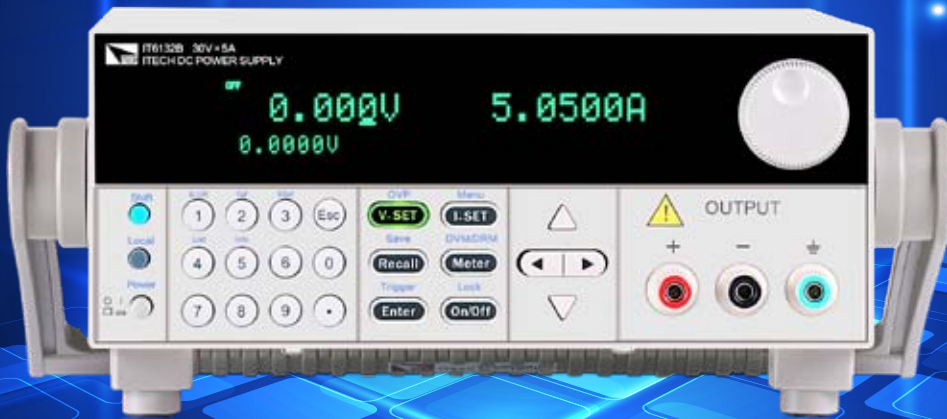 IT6132B 30V=5A
ITECH DC POWER SUPPLY
OFF
0.000V 5.0500A
0.0000V
Shift
Local
Power
1 2 3 Esc
4 5 6 0
7 8 9 .
OVP Menu
V-SET I.SET
Save DVM/DRM
Recall Meter
Trigger Lock
Enter On/Off
OUTPUT
+ −